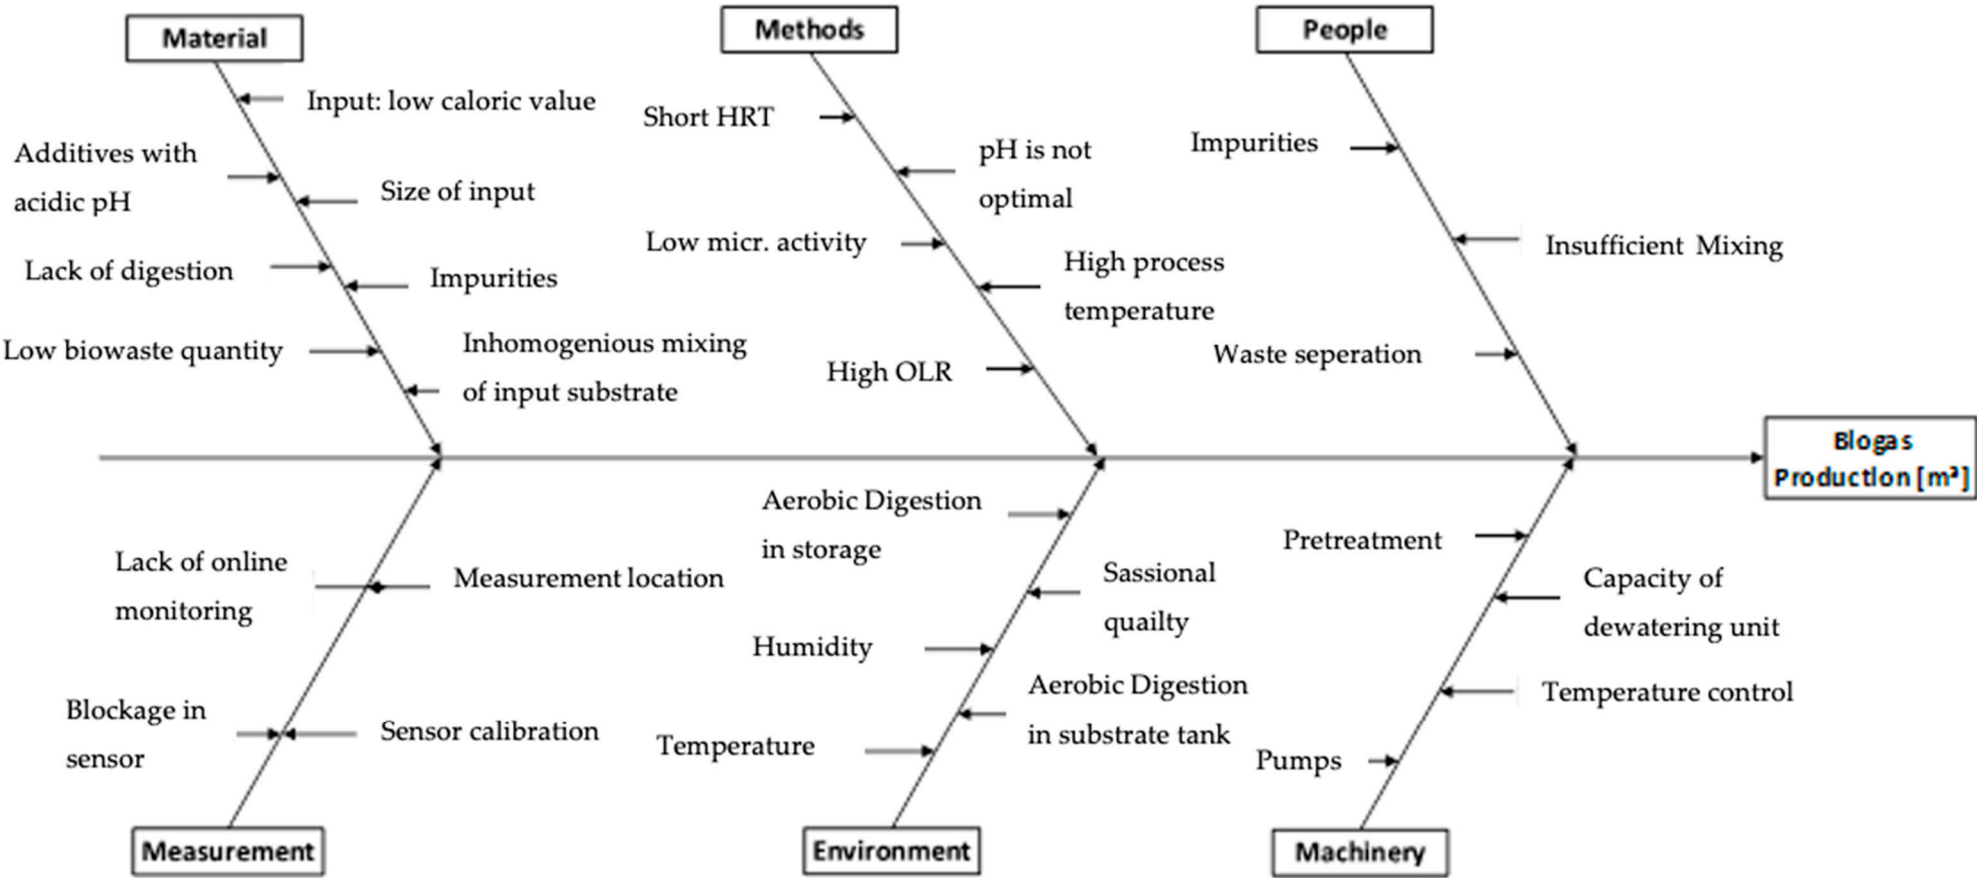 Material
Methods
People
Input: low caloric value
Additives with
acidic pH
Size of input
Lack of digestion
Impurities
Low biowaste quantity
Inhomogenious mixing
of input substrate
Short HRT
pH is not
optimal
Low micr. activity
High process
temperature
High OLR
Impurities
Insufficient Mixing
Waste seperation
Biogas
Production [m³]
Lack of online
monitoring
Measurement location
Blockage in
sensor
Sensor calibration
Aerobic Digestion
in storage
Sassional
quailty
Humidity
Aerobic Digestion
in substrate tank
Temperature
Pretreatment
Capacity of
dewatering unit
Temperature control
Pumps
Measurement
Environment
Machinery